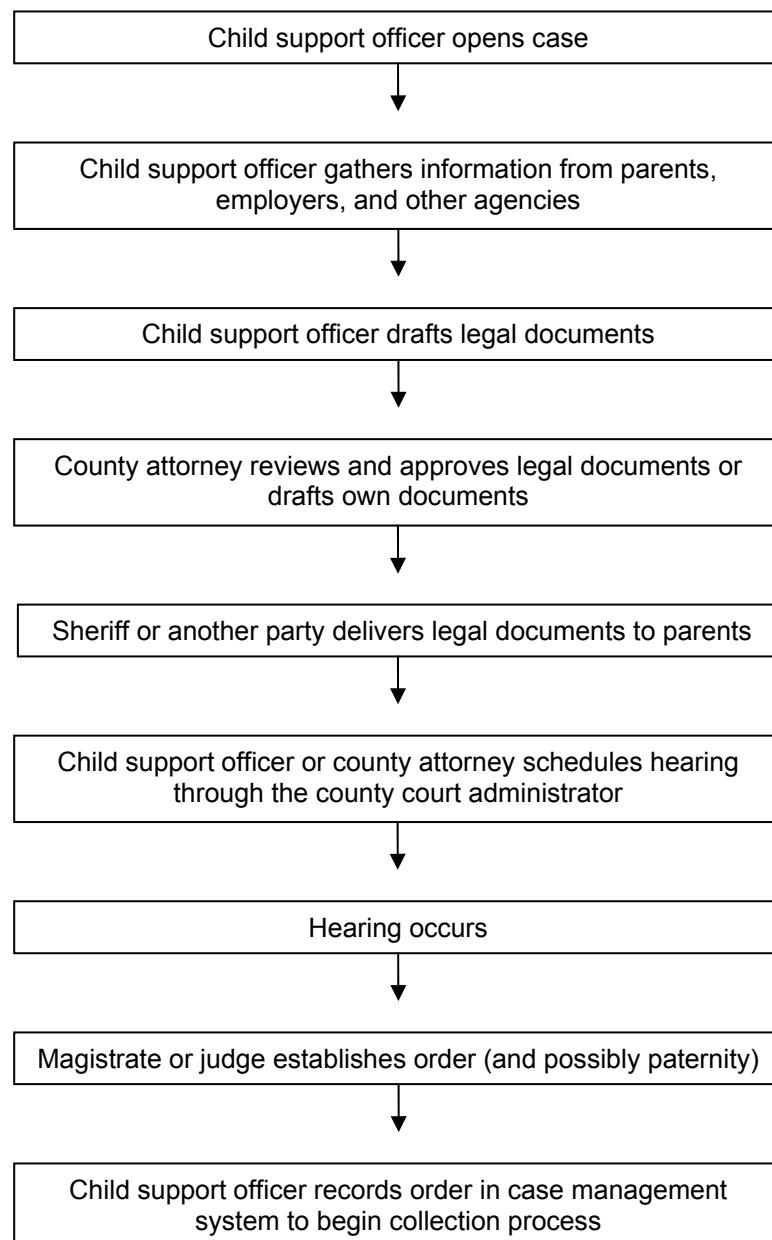 Child support officer opens case
Child support officer gathers information from parents,
employers, and other agencies
Child support officer drafts legal documents
County attorney reviews and approves legal documents or
drafts own documents
Sheriff or another party delivers legal documents to parents
Child support officer or county attorney schedules hearing
through the county court administrator
Hearing occurs
Magistrate or judge establishes order (and possibly paternity)
Child support officer records order in case management
system to begin collection process